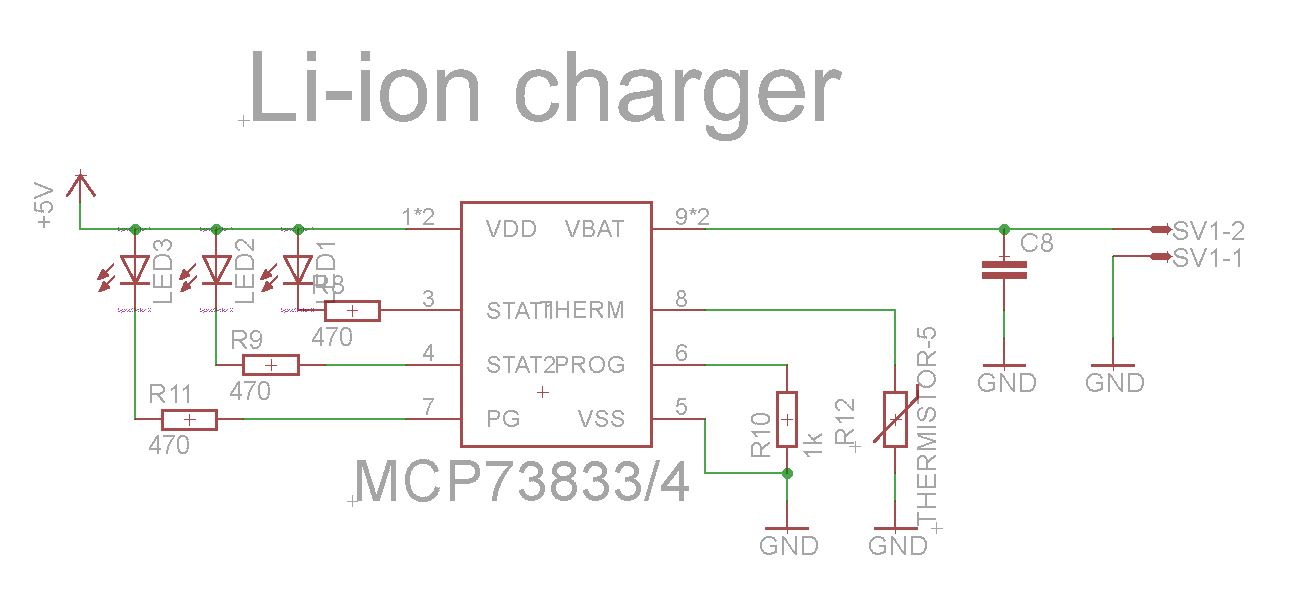 Li-ion charger
+5V
1*2
VDD
VBAT
9*2
SV1-2
SV1-1
C8
LED3
LED2
LED1
R8
470
3
STAT1
THERM
8
R9
470
4
STAT2
PROG
6
R11
470
7
PG
VSS
5
R10
1k
R12
THERMISTOR-5
GND
GND
MCP73833/4
GND
GND